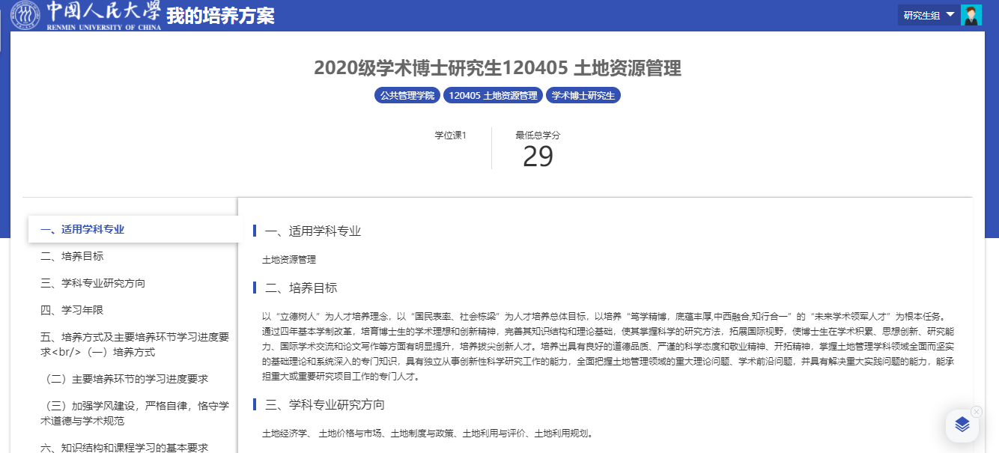 中国人民大学
RENMIN UNIVERSITY OF CHINA
我的培养方案
研究生组
2020级学术博士研究生120405 土地资源管理
公共管理学院
120405 土地资源管理
学术博士研究生
学位课1
最低总学分
29
一、适用学科专业
二、培养目标
三、学科专业研究方向
四、学习年限
五、培养方式及主要培养环节学习进度要
求<br/>（一）培养方式
（二）主要培养环节的学习进度要求
（三）加强学风建设，严格自律，恪守学
术道德与学术规范
六、知识结构和课程学习的基本要求
一、适用学科专业
土地资源管理
二、培养目标
以“立德树人”为人才培养理念，以“国民表率、社会栋梁”为人才培养总体目标，以培养“笃学精博，底蕴丰厚,中西融合,知行合一”的“未来学术领军人才”为根本任务。
通过四年基本学制改革，培育博士生的学术理想和创新精神，完善其知识结构和理论基础，使其掌握科学的研究方法，拓展国际视野，使博士生在学术积累、思想创新、研究能
力、国际学术交流和论文写作等方面有明显提升，培养拔尖创新人才。培养出具有良好的道德品质、严谨的科学态度和敬业精神、开拓精神，掌握土地管理学科领域全面而坚实
的基础理论和系统深入的专门知识，具有独立从事创新性科学研究工作的能力，全面把握土地管理领域的重大理论问题、学术前沿问题，并具有解决重大实践问题的能力，能承
担重大或重要研究项目工作的专门人才。
三、学科专业研究方向
土地经济学、 土地价格与市场、土地制度与政策、土地利用与评价、土地利用规划。